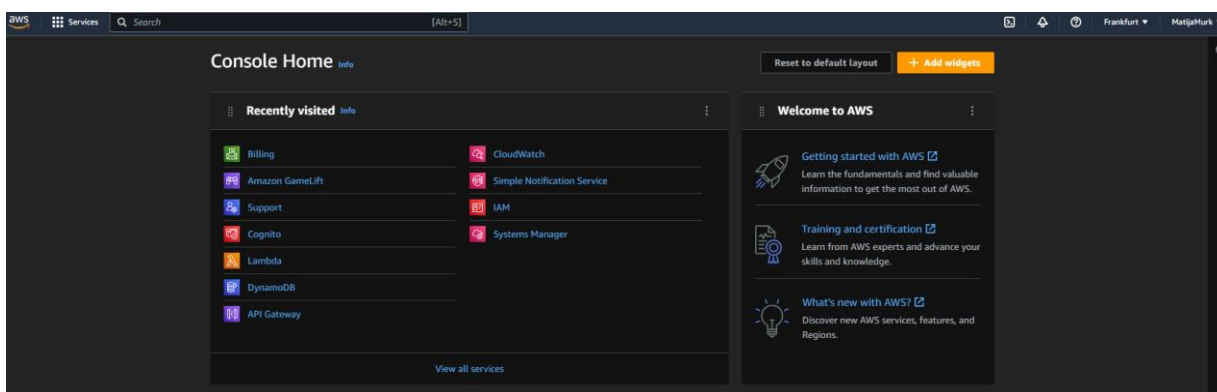 aws Services Search [Alt+S] Frankfurt MatijaMurk
Console Home Info
Reset to default layout
+ Add widgets
Recently visited Info
Billing
Amazon GameLift
Support
Cognito
Lambda
DynamoDB
API Gateway
CloudWatch
Simple Notification Service
IAM
Systems Manager
View all services
Welcome to AWS
Getting started with AWS
Learn the fundamentals and find valuable
information to get the most out of AWS.
Training and certification
Learn from AWS experts and advance your
skills and knowledge.
What's new with AWS?
Discover new AWS services, features, and
Regions.